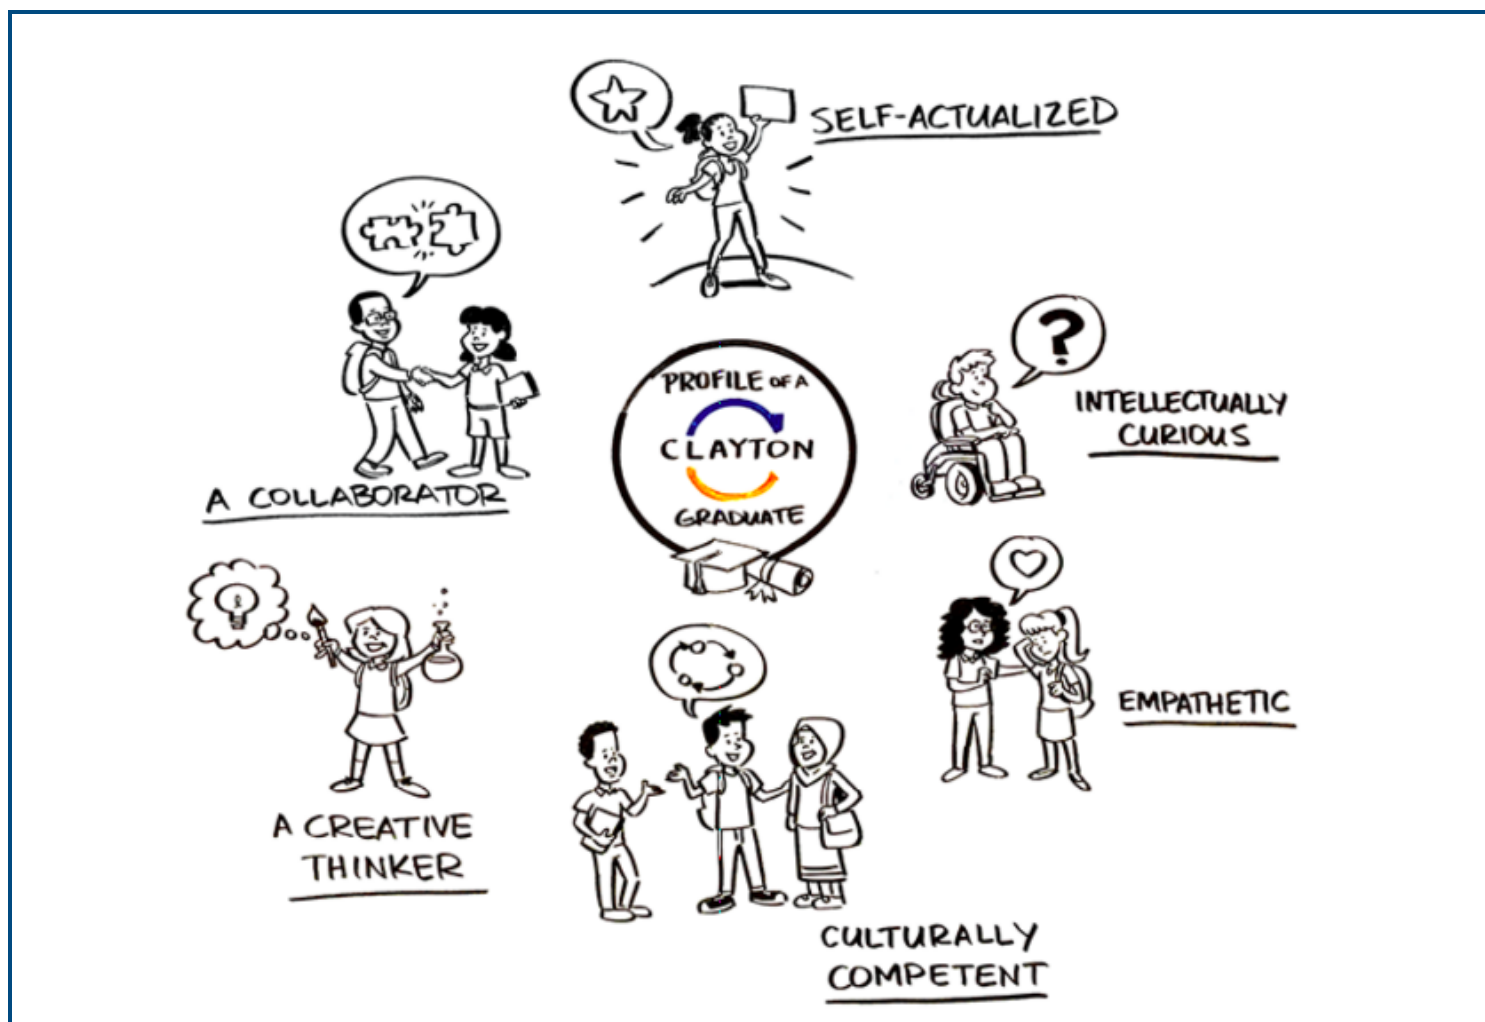 SELF-ACTUALIZED
?
INTELLECTUALLY
CURIOUS
A COLLABORATOR
PROFILE OF A
CLAYTON
GRADUATE
EMPATHETIC
A CREATIVE
THINKER
CULTURALLY
COMPETENT